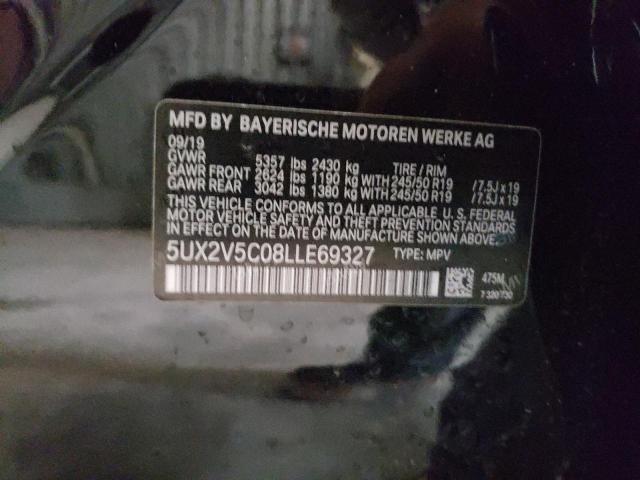 MFD BY BAYERISCHE MOTOREN WERKE AG
09/19
GVWR 5357 lbs 2430 kg TIRE / RIM
GAWR FRONT 2624 lbs 1190 kg WITH 245/50 R19 / 7.5J x 19
GAWR REAR 3042 lbs 1380 kg WITH 245/50 R19 / 7.5J x 19
THIS VEHICLE CONFORMS TO ALL APPLICABLE U. S. FEDERAL
MOTOR VEHICLE SAFETY AND THEFT PREVENTION STANDARDS
IN EFFECT ON THE DATE OF MANUFACTURE SHOWN ABOVE
5UX2V5C08LLE69327 TYPE: MPV
475M
7 320 730